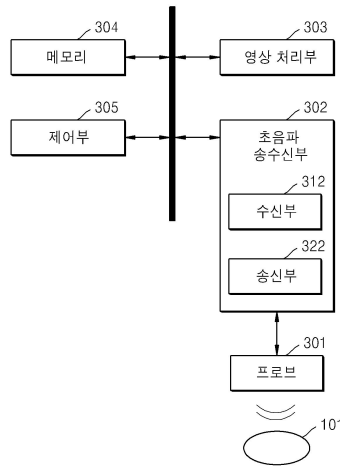 304
메모리
303
영상 처리부
305
제어부
302
초음파
송수신부
312
수신부
322
송신부
301
프로브
101